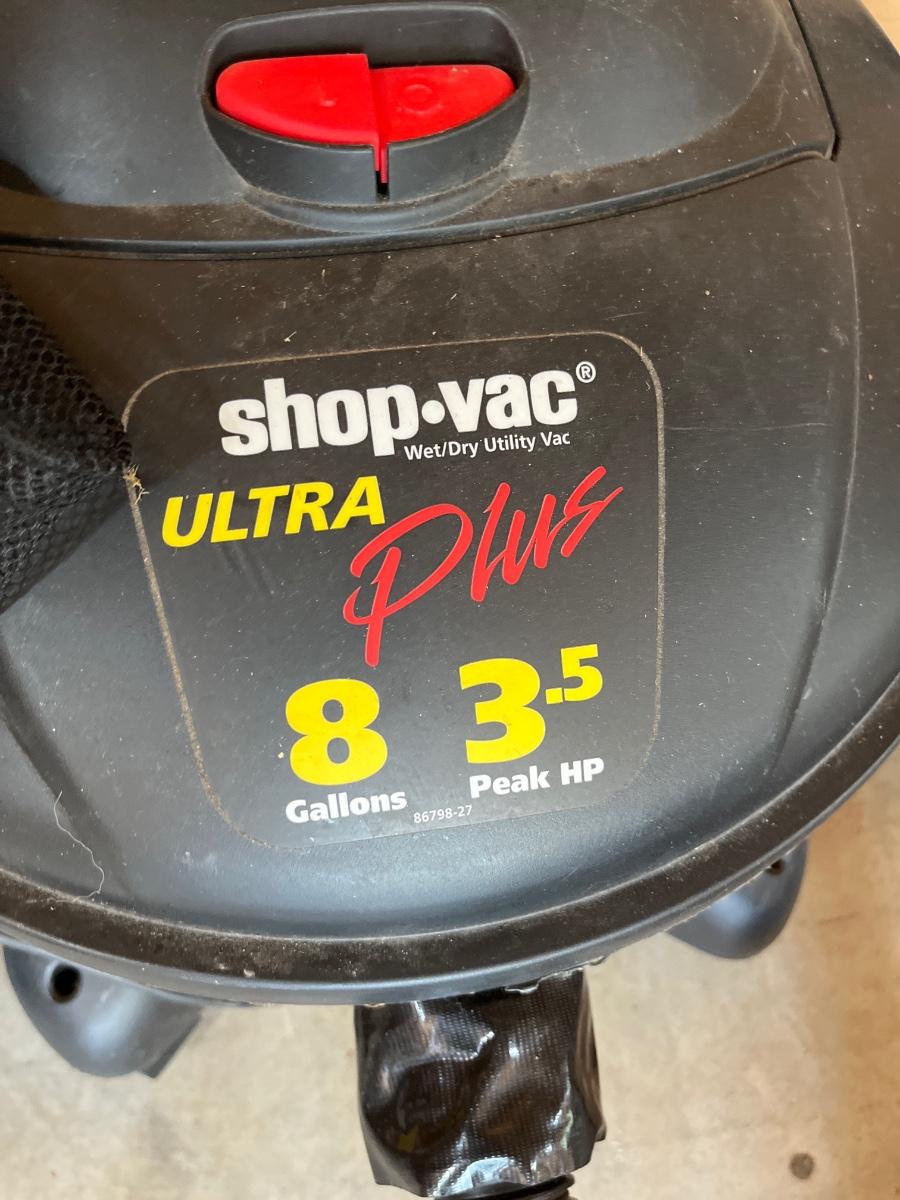 shop·vac®
Wet/Dry Utility Vac
ULTRA Plus
8 3.5
Gallons Peak HP
86798-27